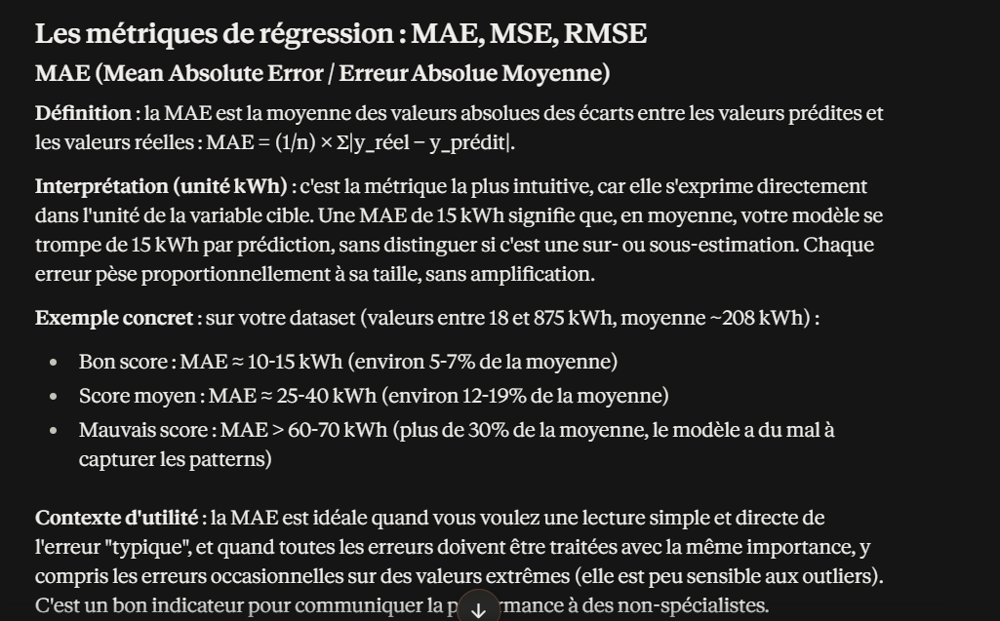 Les métriques de régression : MAE, MSE, RMSE
MAE (Mean Absolute Error / Erreur Absolue Moyenne)
Définition : la MAE est la moyenne des valeurs absolues des écarts entre les valeurs prédites et
les valeurs réelles : MAE = (1/n) × Σ|y_réel − y_prédit|.
Interprétation (unité kWh) : c'est la métrique la plus intuitive, car elle s'exprime directement
dans l'unité de la variable cible. Une MAE de 15 kWh signifie que, en moyenne, votre modèle se
trompe de 15 kWh par prédiction, sans distinguer si c'est une sur- ou sous-estimation. Chaque
erreur pèse proportionnellement à sa taille, sans amplification.
Exemple concret : sur votre dataset (valeurs entre 18 et 875 kWh, moyenne ~208 kWh) :
• Bon score : MAE ≈ 10-15 kWh (environ 5-7% de la moyenne)
• Score moyen : MAE ≈ 25-40 kWh (environ 12-19% de la moyenne)
• Mauvais score : MAE > 60-70 kWh (plus de 30% de la moyenne, le modèle a du mal à
capturer les patterns)
Contexte d'utilité : la MAE est idéale quand vous voulez une lecture simple et directe de
l'erreur "typique", et quand toutes les erreurs doivent être traitées avec la même importance, y
compris les erreurs occasionnelles sur des valeurs extrêmes (elle est peu sensible aux outliers).
C'est un bon indicateur pour communiquer la à des non-spécialistes.